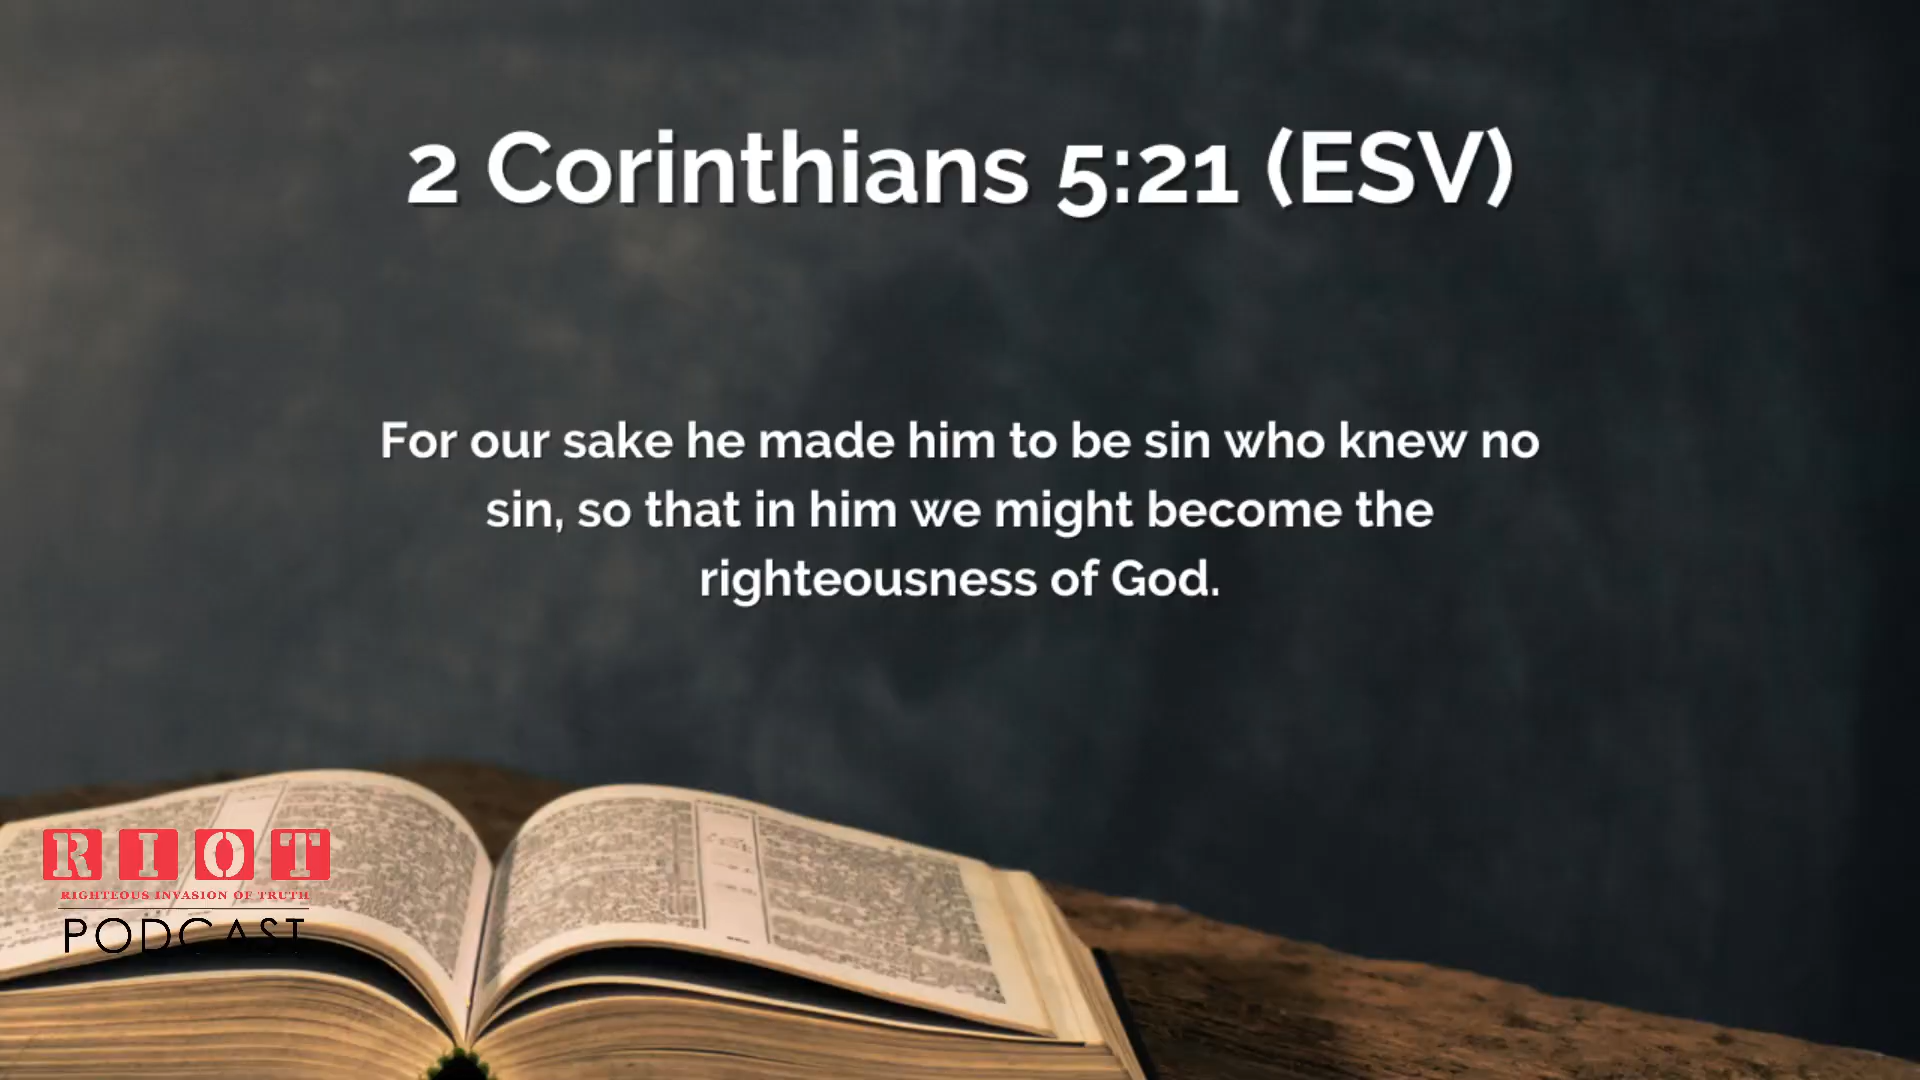 2 Corinthians 5:21 (ESV)
For our sake he made him to be sin who knew no
sin, so that in him we might become the
righteousness of God.
RIOT
RIGHTEOUS INVASION OF TRUTH
PODCAST